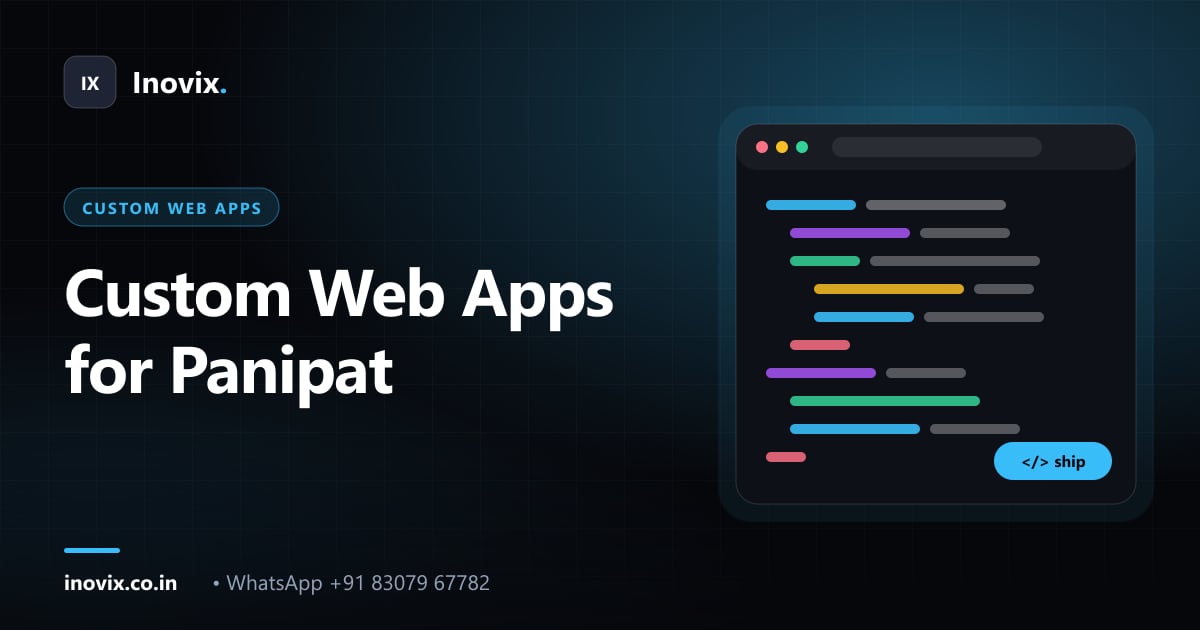 IX
Inovix.
CUSTOM WEB APPS
Custom Web Apps
for Panipat
</> ship
inovix.co.in • WhatsApp +91 83079 67782